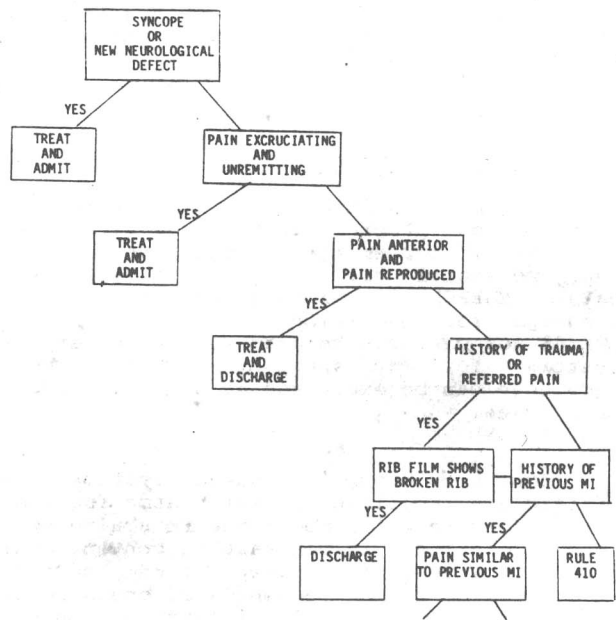 SYNCOPE
OR
NEW NEUROLOGICAL
DEFECT
YES
TREAT
AND
ADMIT
PAIN EXCRUCIATING
AND
UNREMITTING
YES
TREAT
AND
ADMIT
PAIN ANTERIOR
AND
PAIN REPRODUCED
YES
TREAT
AND
DISCHARGE
HISTORY OF TRAUMA
OR
REFERRED PAIN
YES
RIB FILM SHOWS
BROKEN RIB
HISTORY OF
PREVIOUS MI
YES
YES
DISCHARGE
PAIN SIMILAR
TO PREVIOUS MI
RULE
410